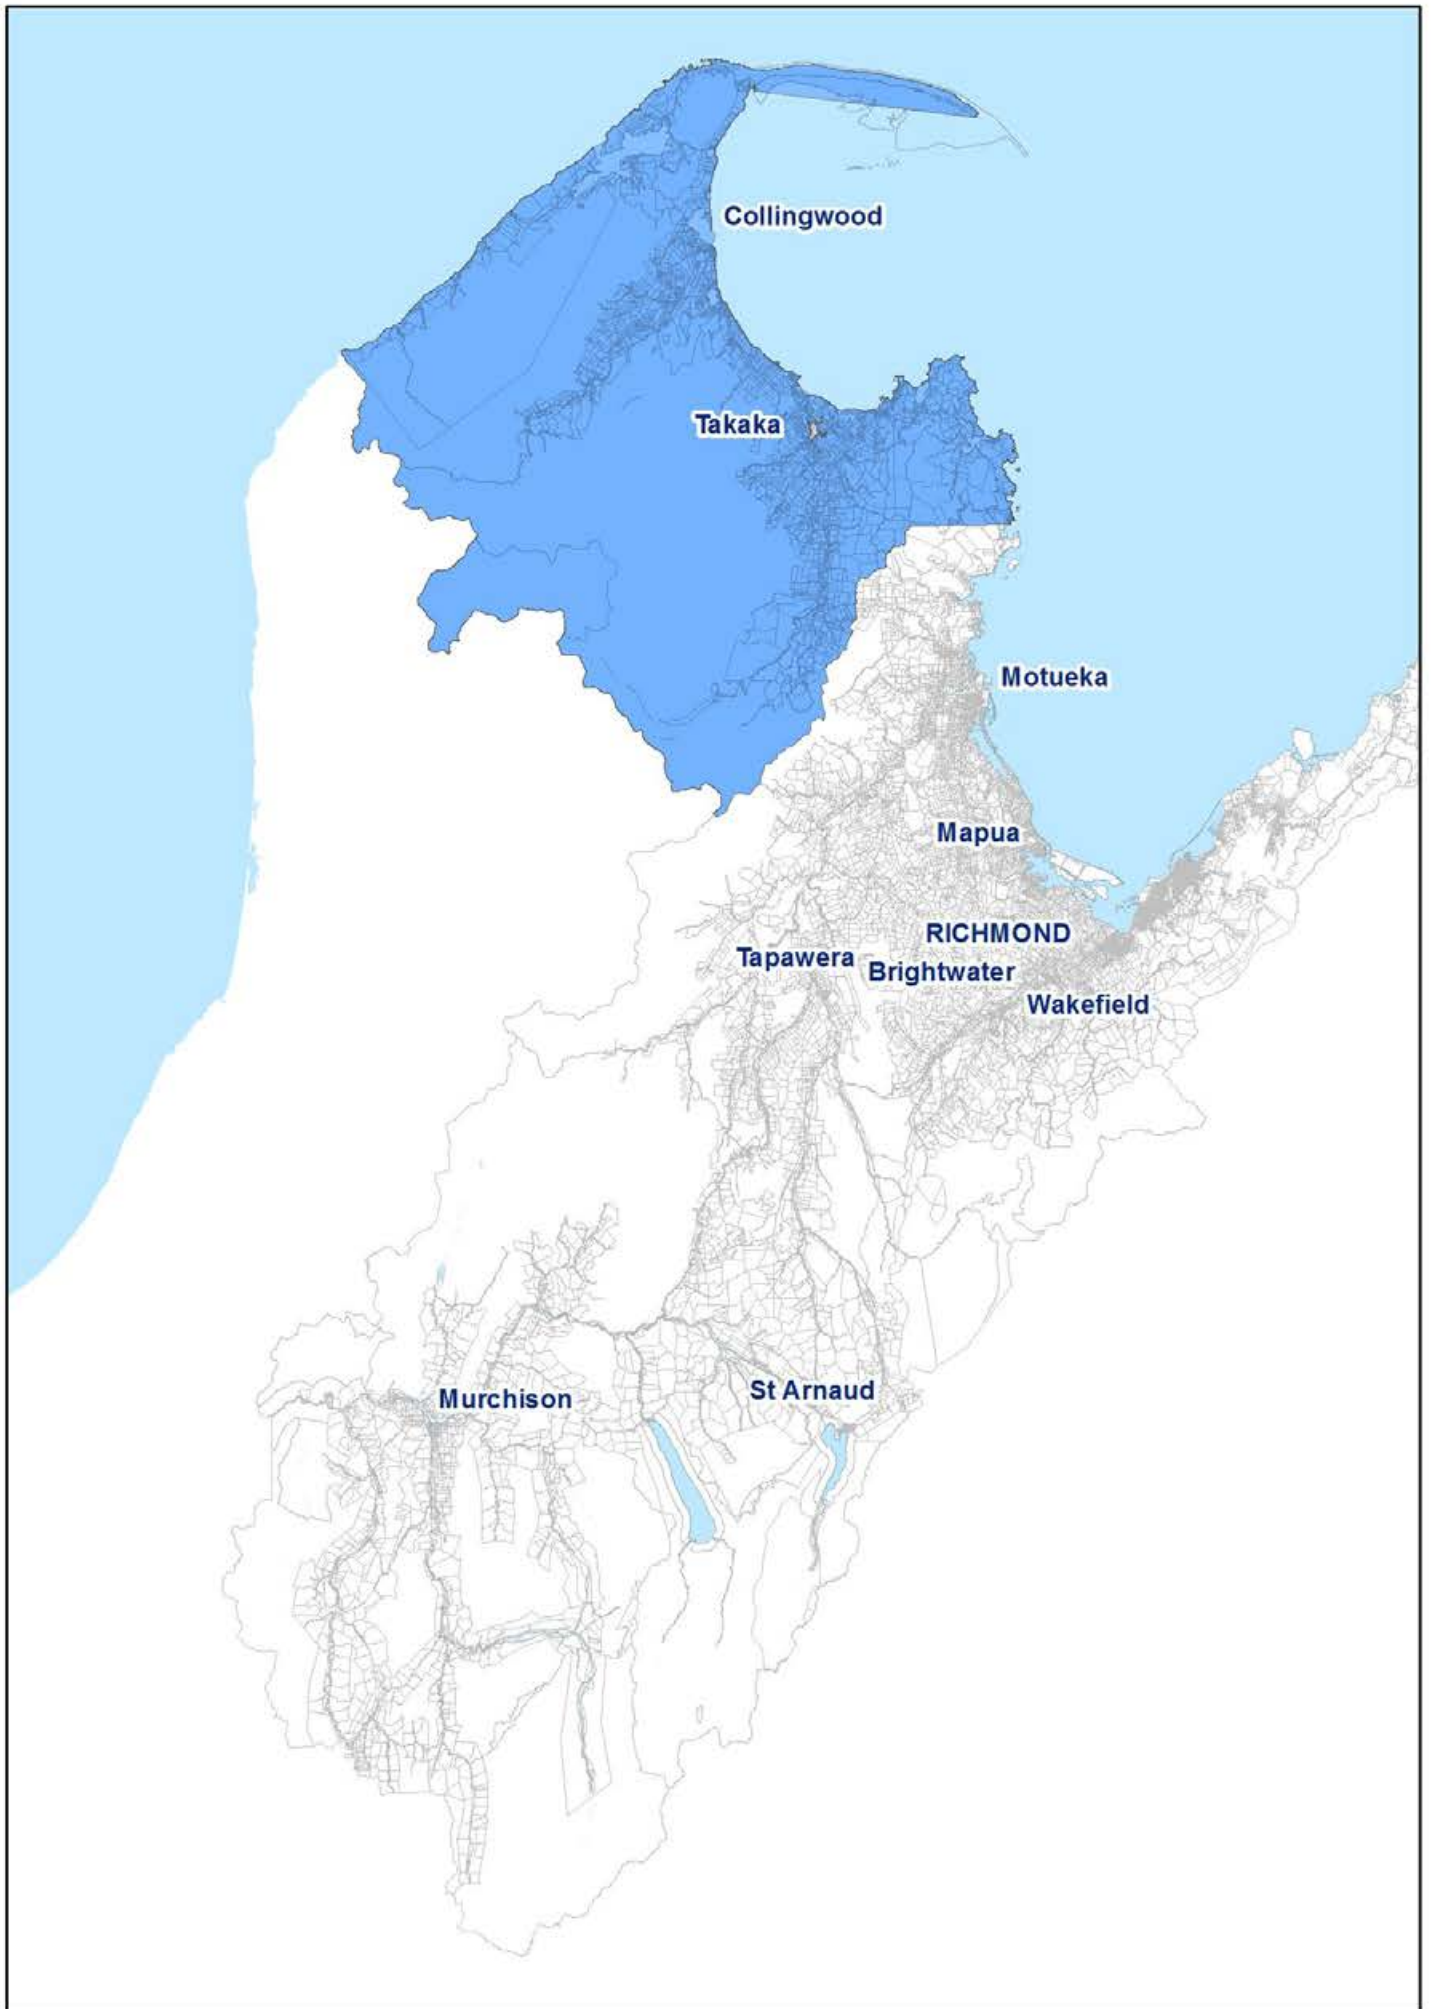 Collingwood
Takaka
Motueka
Mapua
RICHMOND
Tapawera
Brightwater
Wakefield
Murchison
St Arnaud